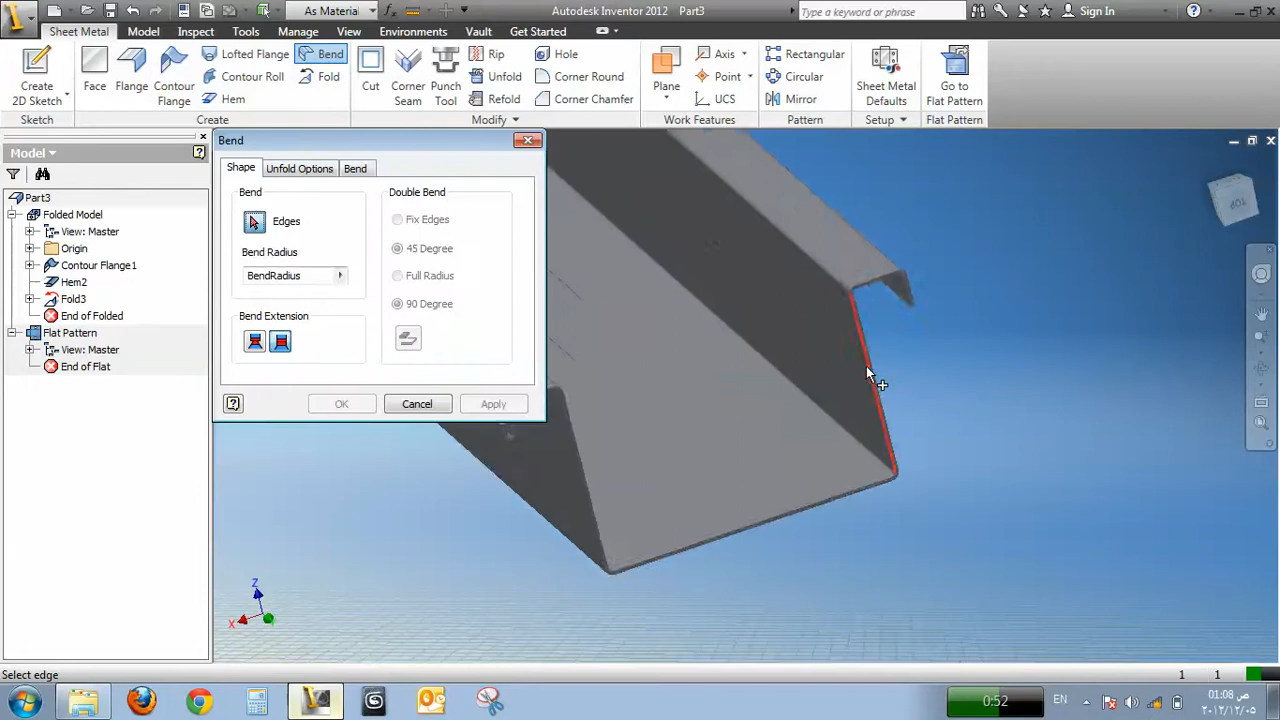 As Material
Autodesk Inventor 2012 Part3
Type a keyword or phrase
Sign In
Sheet Metal Model Inspect Tools Manage View Environments Vault Get Started
Create
2D Sketch
Face
Flange
Contour
Flange
Lofted Flange
Contour Roll
Hem
Bend
Fold
Cut
Corner
Seam
Punch
Tool
Rip
Unfold
Refold
Hole
Corner Round
Corner Chamfer
Plane
Axis
Point
UCS
Rectangular
Circular
Mirror
Sheet Metal
Defaults
Go to
Flat Pattern
Sketch Create Modify Work Features Pattern Setup Flat Pattern
Model
Part3
Folded Model
View: Master
Origin
Contour Flange1
Hem2
Fold3
End of Folded
Flat Pattern
View: Master
End of Flat
Bend
Shape Unfold Options Bend
Bend
Edges
Bend Radius
BendRadius
Bend Extension
Double Bend
Fix Edges
45 Degree
Full Radius
90 Degree
OK Cancel Apply
TOP
Z
X
Select edge
1 1
0:52
EN
01:08 ص
٢٠١٢/١٢/٠٥